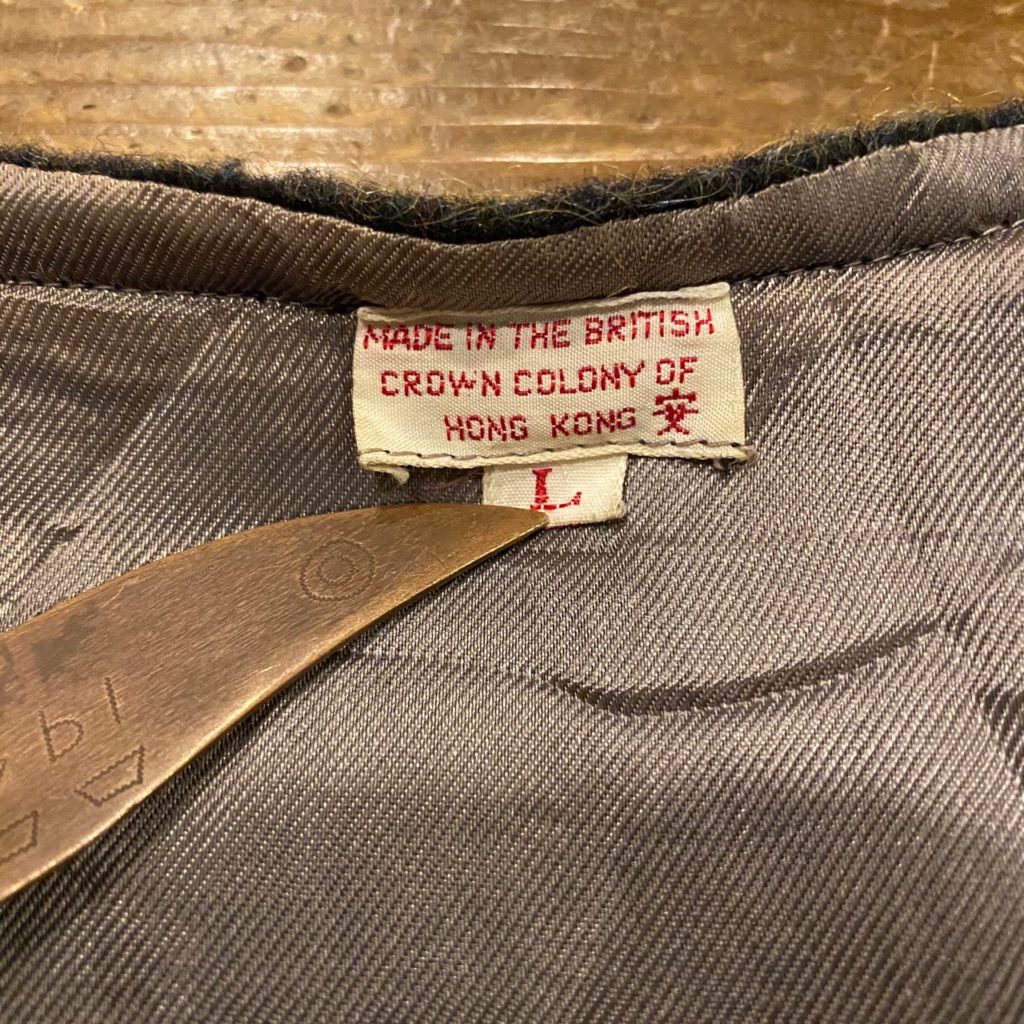 MADE IN THE BRITISH
CROWN COLONY OF
HONG KONG 安
L